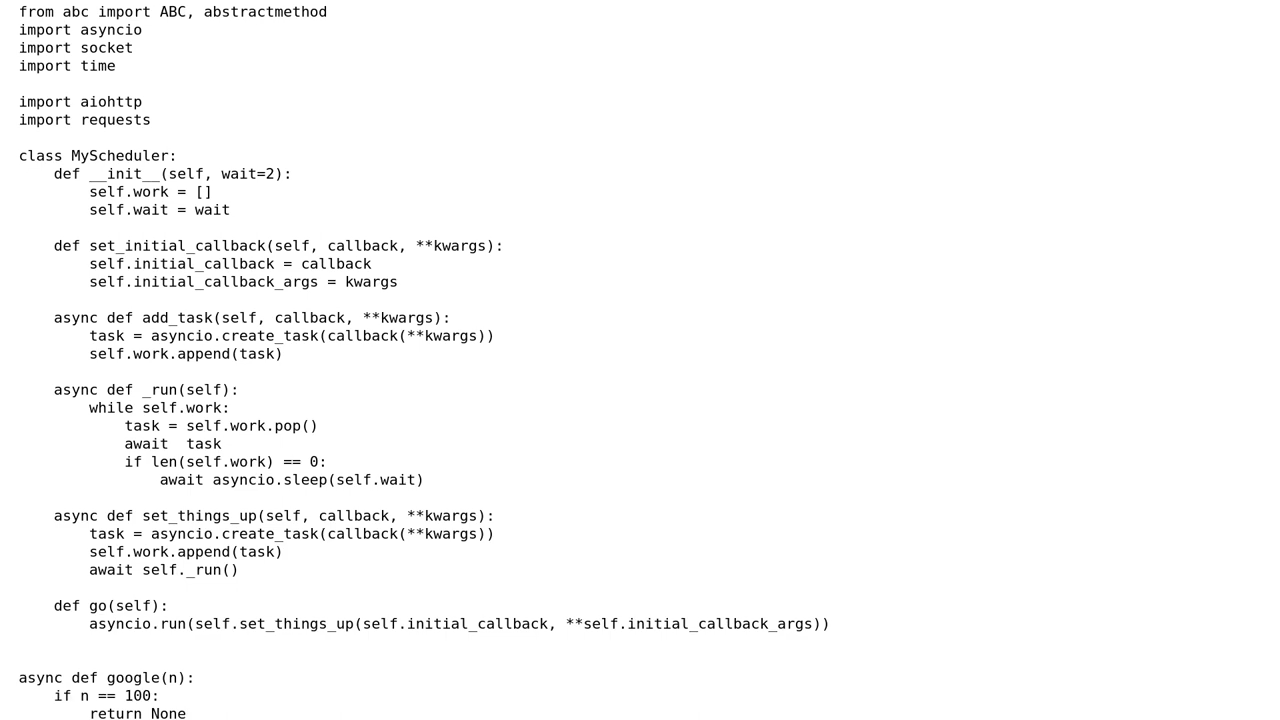 from abc import ABC, abstractmethod
import asyncio
import socket
import time

import aiohttp
import requests

class MyScheduler:
    def __init__(self, wait=2):
        self.work = []
        self.wait = wait

    def set_initial_callback(self, callback, **kwargs):
        self.initial_callback = callback
        self.initial_callback_args = kwargs

    async def add_task(self, callback, **kwargs):
        task = asyncio.create_task(callback(**kwargs))
        self.work.append(task)

    async def _run(self):
        while self.work:
            task = self.work.pop()
            await  task
            if len(self.work) == 0:
                await asyncio.sleep(self.wait)

    async def set_things_up(self, callback, **kwargs):
        task = asyncio.create_task(callback(**kwargs))
        self.work.append(task)
        await self._run()

    def go(self):
        asyncio.run(self.set_things_up(self.initial_callback, **self.initial_callback_args))


async def google(n):
    if n == 100:
        return None